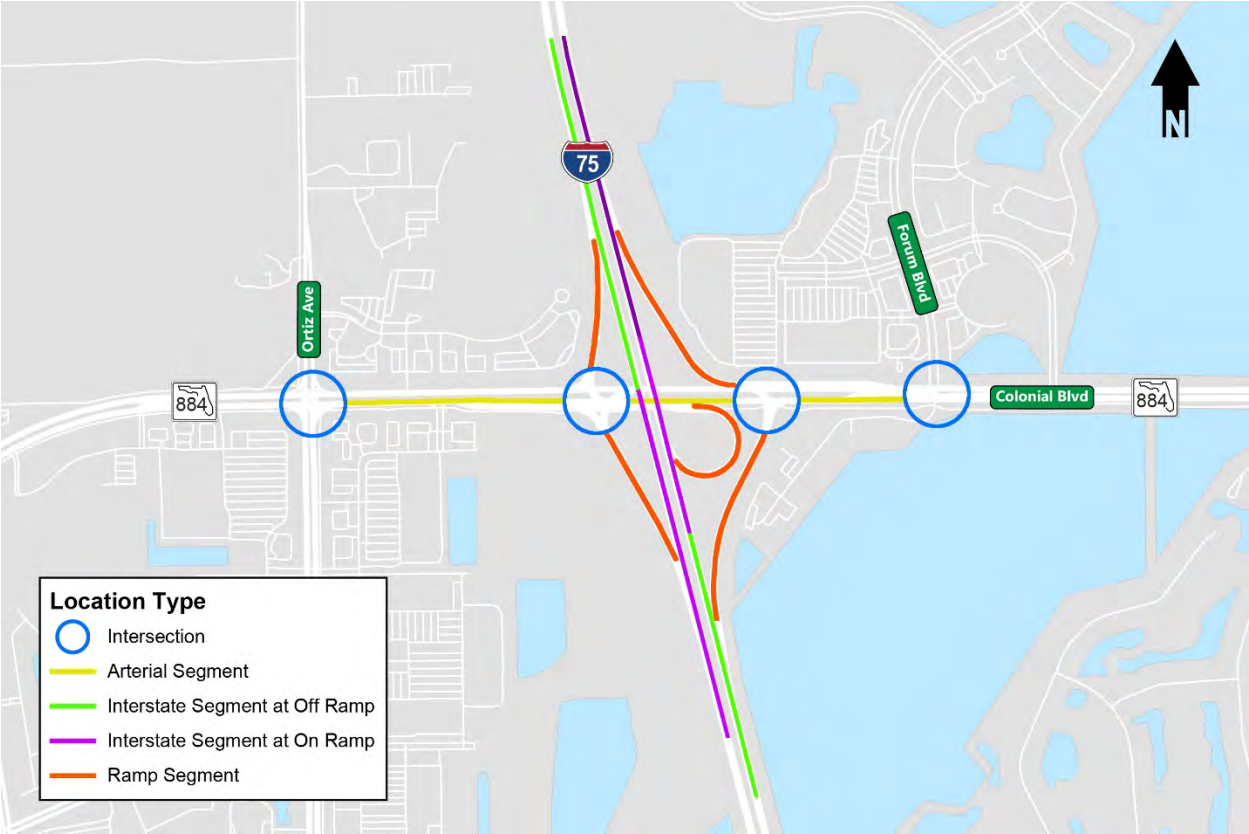 N
75
Forum Blvd
Ortiz Ave
884
Colonial Blvd
884
Location Type
Intersection
Arterial Segment
Interstate Segment at Off Ramp
Interstate Segment at On Ramp
Ramp Segment